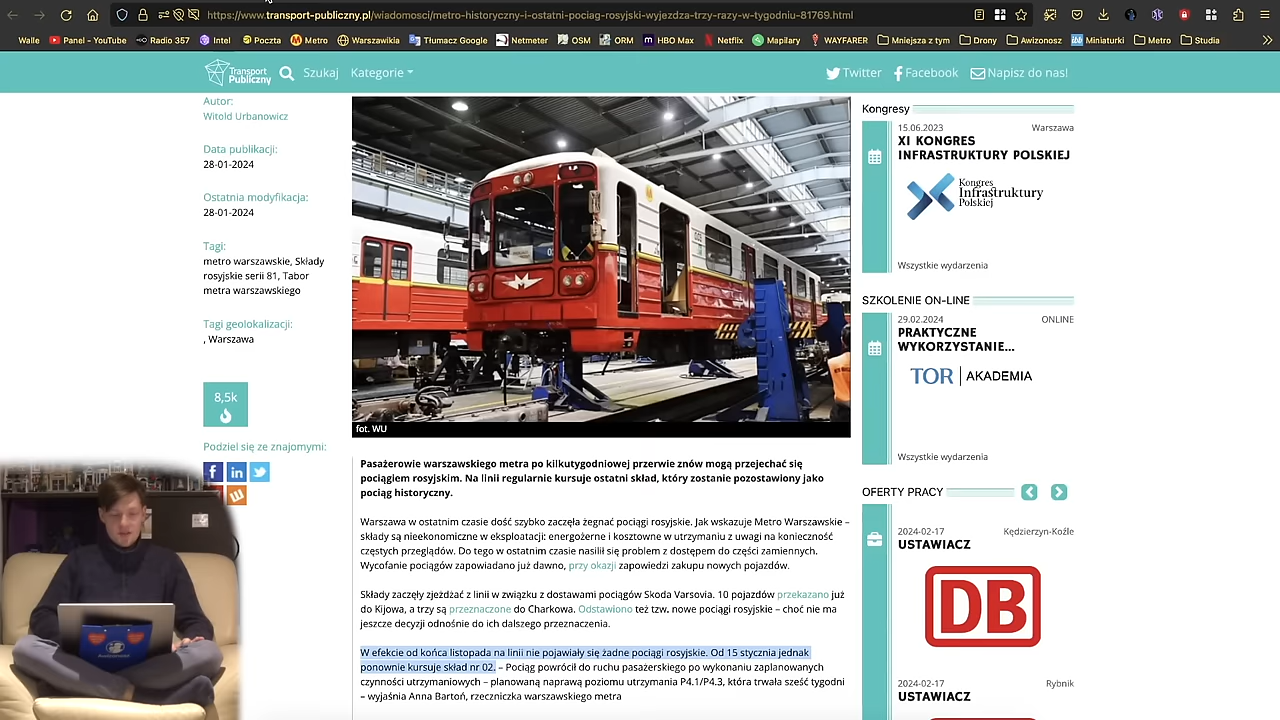 https://www.transport-publiczny.pl/wiadomosci/metro-historyczny-i-ostatni-pociag-rosyjski-wyjezdza-trzy-razy-w-tygodniu-81769.html
Walle Panel - YouTube Radio 357 Intel Poczta Metro Warszawikia Tłumacz Google Netmeter OSM ORM HBO Max Netflix Mapilary WAYFARER Mniejsza z tym Drony Awizonosz Miniaturki Metro Studia
Transport Publiczny Szukaj Kategorie Twitter Facebook Napisz do nas!
Autor:
Witold Urbanowicz
Data publikacji:
28-01-2024
Ostatnia modyfikacja:
28-01-2024
Tagi:
metro warszawskie, Składy
rosyjskie serii 81, Tabor
metra warszawskiego
Tagi geolokalizacji:
, Warszawa
8,5k
Podziel się ze znajomymi:
fot. WU
Pasażerowie warszawskiego metra po kilkutygodniowej przerwie znów mogą przejechać się
pociągiem rosyjskim. Na linii regularnie kursuje ostatni skład, który zostanie pozostawiony jako
pociąg historyczny.
Warszawa w ostatnim czasie dość szybko zaczęła żegnać pociągi rosyjskie. Jak wskazuje Metro Warszawskie –
składy są nieekonomiczne w eksploatacji: energożerne i kosztowne w utrzymaniu z uwagi na konieczność
częstych przeglądów. Do tego w ostatnim czasie nasilił się problem z dostępem do części zamiennych.
Wycofanie pociągów zapowiadano już dawno, przy okazji zapowiedzi zakupu nowych pojazdów.
Składy zaczęły zjeżdżać z linii w związku z dostawami pociągów Skoda Varsovia. 10 pojazdów przekazano już
do Kijowa, a trzy są przeznaczone do Charkowa. Odstawiono też tzw. nowe pociągi rosyjskie – choć nie ma
jeszcze decyzji odnośnie do ich dalszego przeznaczenia.
W efekcie od końca listopada na linii nie pojawiały się żadne pociągi rosyjskie. Od 15 stycznia jednak
ponownie kursuje skład nr 02. – Pociąg powrócił do ruchu pasażerskiego po wykonaniu zaplanowanych
czynności utrzymaniowych – planowaną naprawą poziomu utrzymania P4.1/P4.3, która trwała sześć tygodni
– wyjaśnia Anna Bartoń, rzeczniczka warszawskiego metra
Kongresy
15.06.2023 Warszawa
XI KONGRES
INFRASTRUKTURY POLSKIEJ
Kongres
Infrastruktury
Polskiej
Wszystkie wydarzenia
SZKOLENIE ON-LINE
29.02.2024 ONLINE
PRAKTYCZNE
WYKORZYSTANIE...
TOR AKADEMIA
Wszystkie wydarzenia
OFERTY PRACY
2024-02-17 Kędzierzyn-Koźle
USTAWIACZ
DB
2024-02-17 Rybnik
USTAWIACZ